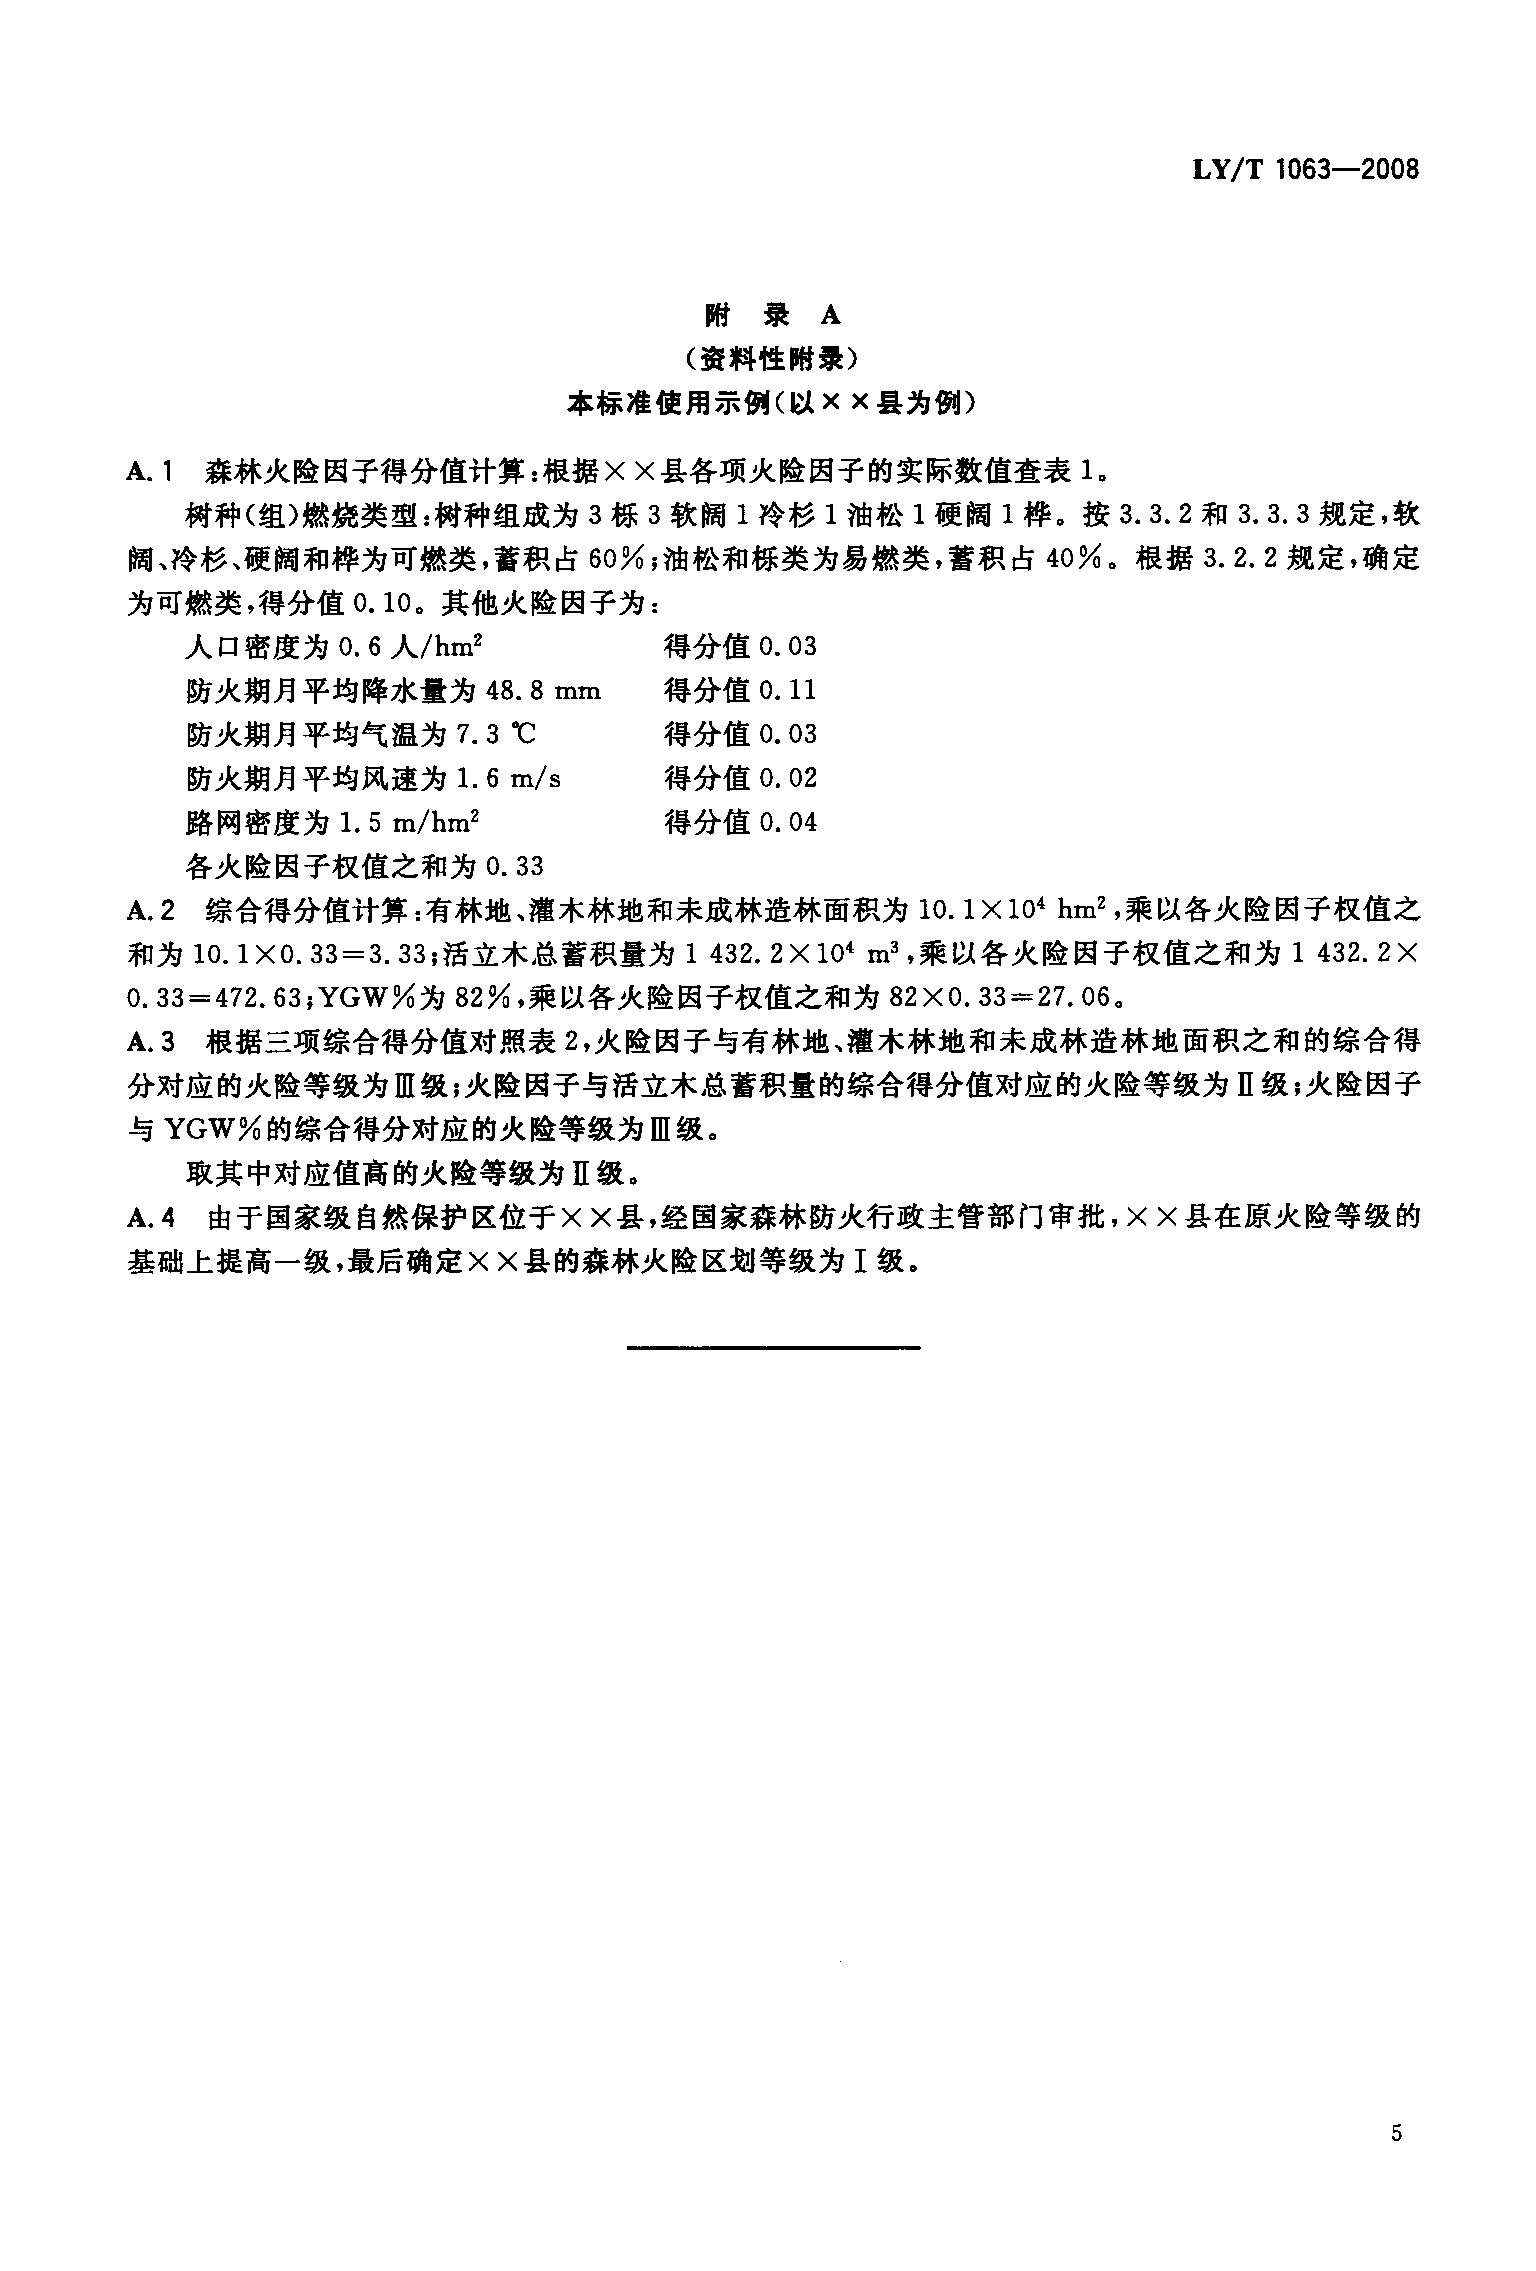 LY/T 1063—2008
附 录 A
（资料性附录）
本标准使用示例（以××县为例）
A.1 森林火险因子得分值计算：根据××县各项火险因子的实际数值查表 1。
树种（组）燃烧类型：树种组成为 3 栎 3 软阔 1 冷杉 1 油松 1 硬阔 1 桦。按 3.3.2 和 3.3.3 规定，软
阔、冷杉、硬阔和桦为可燃类，蓄积占 60%；油松和栎类为易燃类，蓄积占 40%。根据 3.2.2 规定，确定
为可燃类，得分值 0.10。其他火险因子为：
人口密度为 0.6 人/hm² 得分值 0.03
防火期月平均降水量为 48.8 mm 得分值 0.11
防火期月平均气温为 7.3 ℃ 得分值 0.03
防火期月平均风速为 1.6 m/s 得分值 0.02
路网密度为 1.5 m/hm² 得分值 0.04
各火险因子权值之和为 0.33
A.2 综合得分值计算：有林地、灌木林地和未成林造林面积为 10.1×10⁴ hm²，乘以各火险因子权值之
和为 10.1×0.33＝3.33；活立木总蓄积量为 1 432.2×10⁴ m³，乘以各火险因子权值之和为 1 432.2×
0.33＝472.63；YGW%为 82%，乘以各火险因子权值之和为 82×0.33＝27.06。
A.3 根据三项综合得分值对照表 2，火险因子与有林地、灌木林地和未成林造林地面积之和的综合得
分对应的火险等级为Ⅲ级；火险因子与活立木总蓄积量的综合得分值对应的火险等级为Ⅱ级；火险因子
与 YGW%的综合得分对应的火险等级为Ⅲ级。
取其中对应值高的火险等级为Ⅱ级。
A.4 由于国家级自然保护区位于××县，经国家森林防火行政主管部门审批，××县在原火险等级的
基础上提高一级，最后确定××县的森林火险区划等级为Ⅰ级。
5